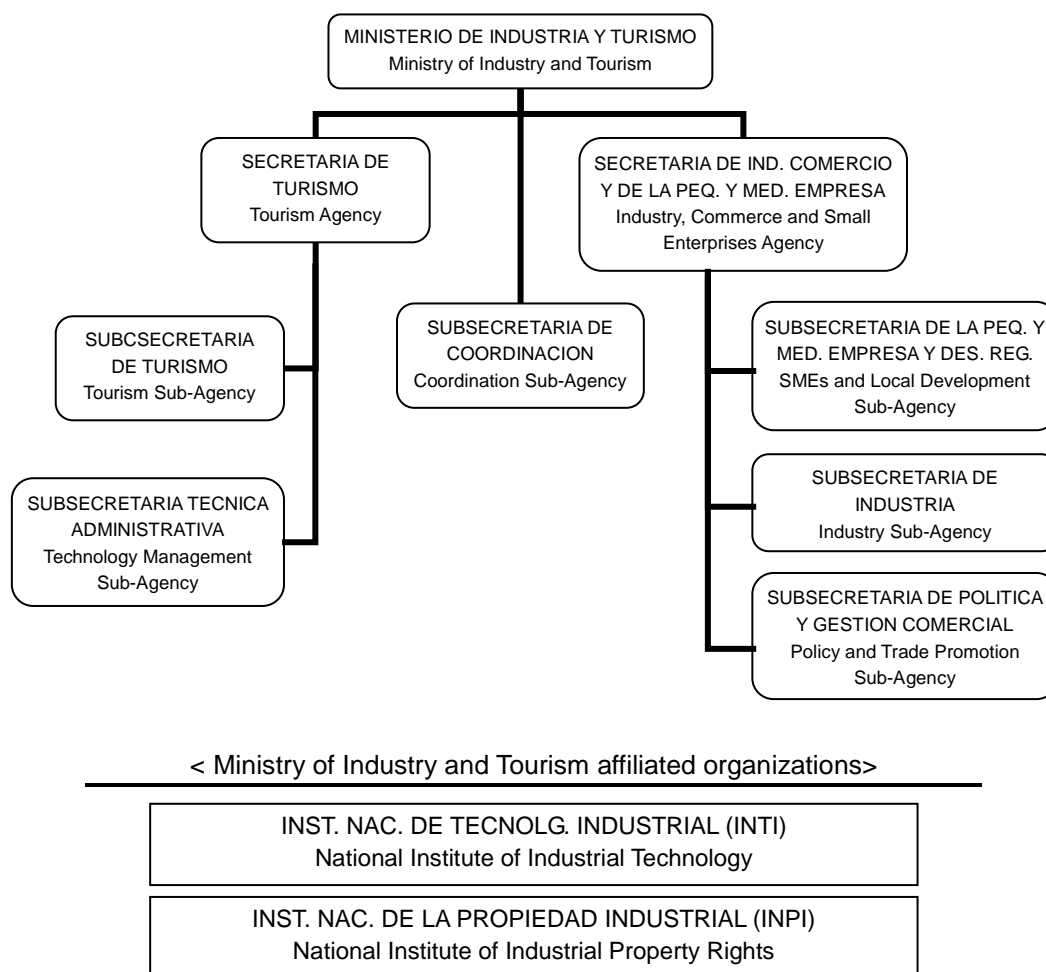 MINISTERIO DE INDUSTRIA Y TURISMO
Ministry of Industry and Tourism
SECRETARIA DE
TURISMO
Tourism Agency
SECRETARIA DE IND. COMERCIO
Y DE LA PEQ. Y MED. EMPRESA
Industry, Commerce and Small
Enterprises Agency
SUBCSECRETARIA
DE TURISMO
Tourism Sub-Agency
SUBSECRETARIA DE
COORDINACION
Coordination Sub-Agency
SUBSECRETARIA DE LA PEQ. Y
MED. EMPRESA Y DES. REG.
SMEs and Local Development
Sub-Agency
SUBSECRETARIA TECNICA
ADMINISTRATIVA
Technology Management
Sub-Agency
SUBSECRETARIA DE
INDUSTRIA
Industry Sub-Agency
SUBSECRETARIA DE POLITICA
Y GESTION COMERCIAL
Policy and Trade Promotion
Sub-Agency
< Ministry of Industry and Tourism affiliated organizations>
INST. NAC. DE TECNOLG. INDUSTRIAL (INTI)
National Institute of Industrial Technology
INST. NAC. DE LA PROPIEDAD INDUSTRIAL (INPI)
National Institute of Industrial Property Rights